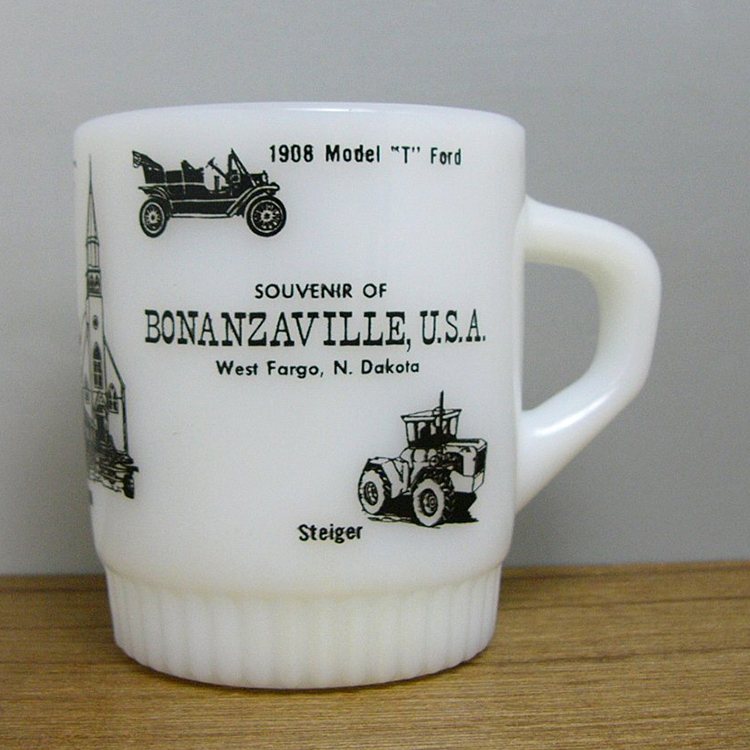 1908 Model "T" Ford
SOUVENIR OF
BONANZAVILLE, U.S.A.
West Fargo, N. Dakota
Steiger